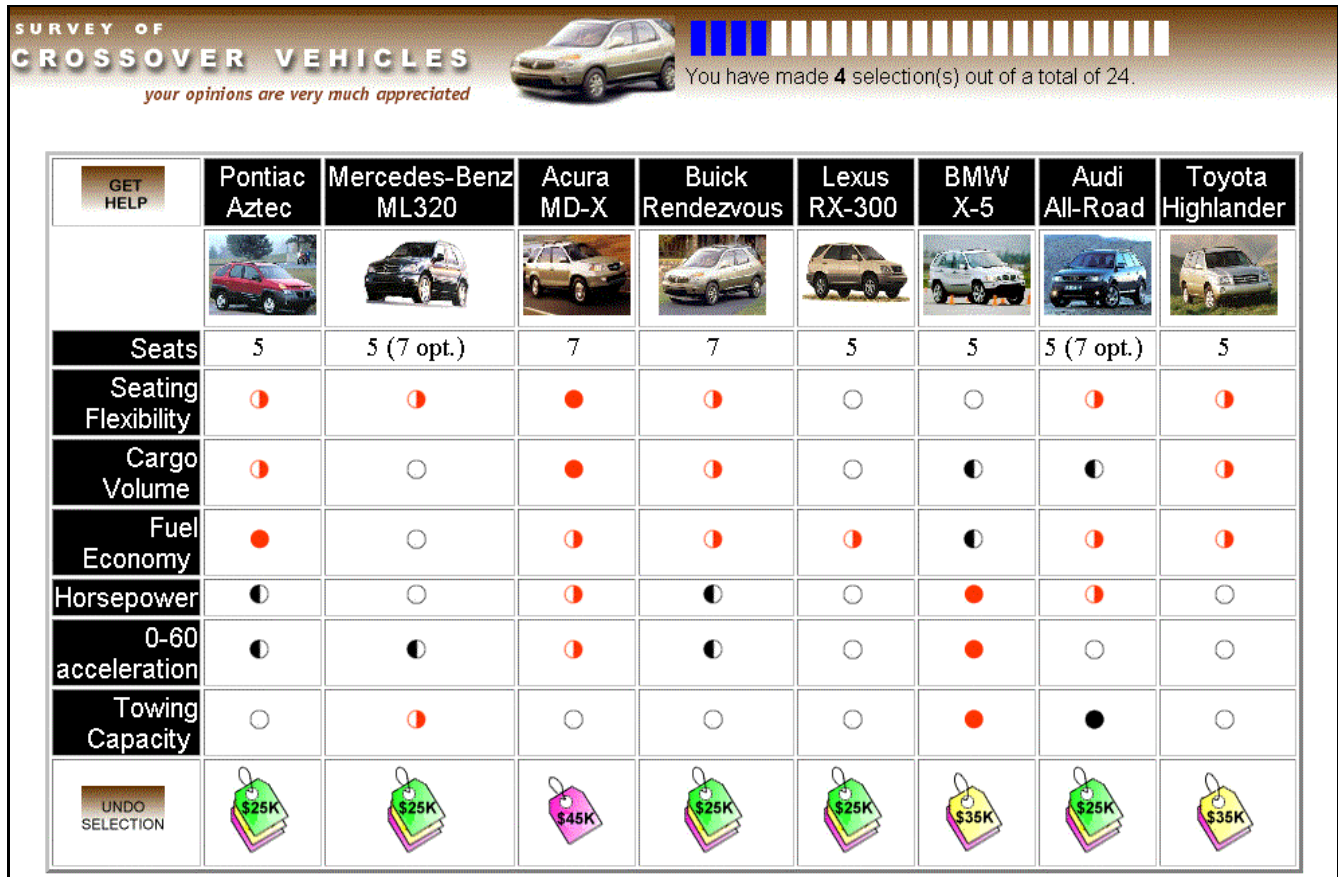 SURVEY OF
CROSSOVER VEHICLES
your opinions are very much appreciated
You have made 4 selection(s) out of a total of 24.
GET
HELP
Pontiac
Aztec
Mercedes-Benz
ML320
Acura
MD-X
Buick
Rendezvous
Lexus
RX-300
BMW
X-5
Audi
All-Road
Toyota
Highlander
Seats 5 5 (7 opt.) 7 7 5 5 5 (7 opt.) 5
Seating
Flexibility
Cargo
Volume
Fuel
Economy
Horsepower
0-60
acceleration
Towing
Capacity
UNDO
SELECTION
$25K $25K $45K $25K $25K $35K $25K $35K